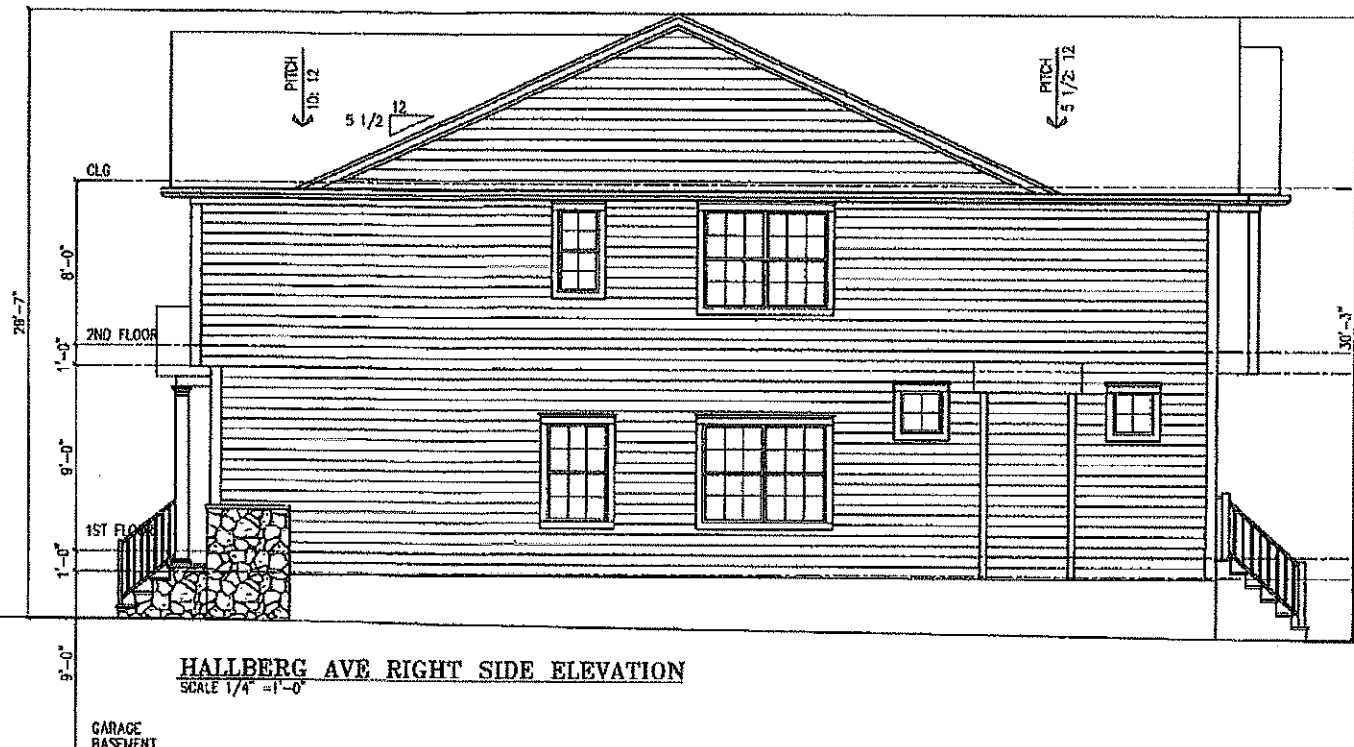 PITCH
10: 12
PITCH
5 1/2: 12
12
5 1/2
CLG
8'-0"
28'-7"
2ND FLOOR
1'-0"
30'-3"
9'-0"
1ST FLOOR
1'-0"
9'-0"
HALLBERG AVE RIGHT SIDE ELEVATION
SCALE 1/4" =1'-0"
GARAGE
BASEMENT